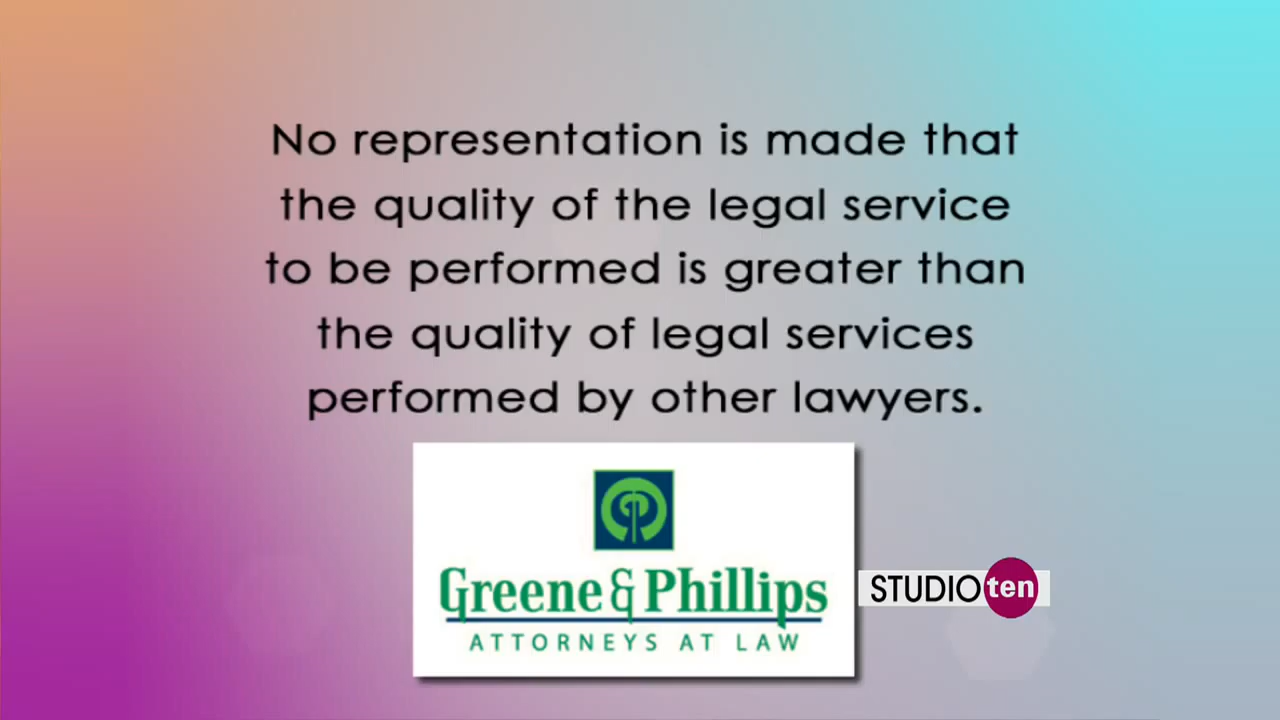 No representation is made that
the quality of the legal service
to be performed is greater than
the quality of legal services
performed by other lawyers.
Greene & Phillips
ATTORNEYS AT LAW
STUDIO ten